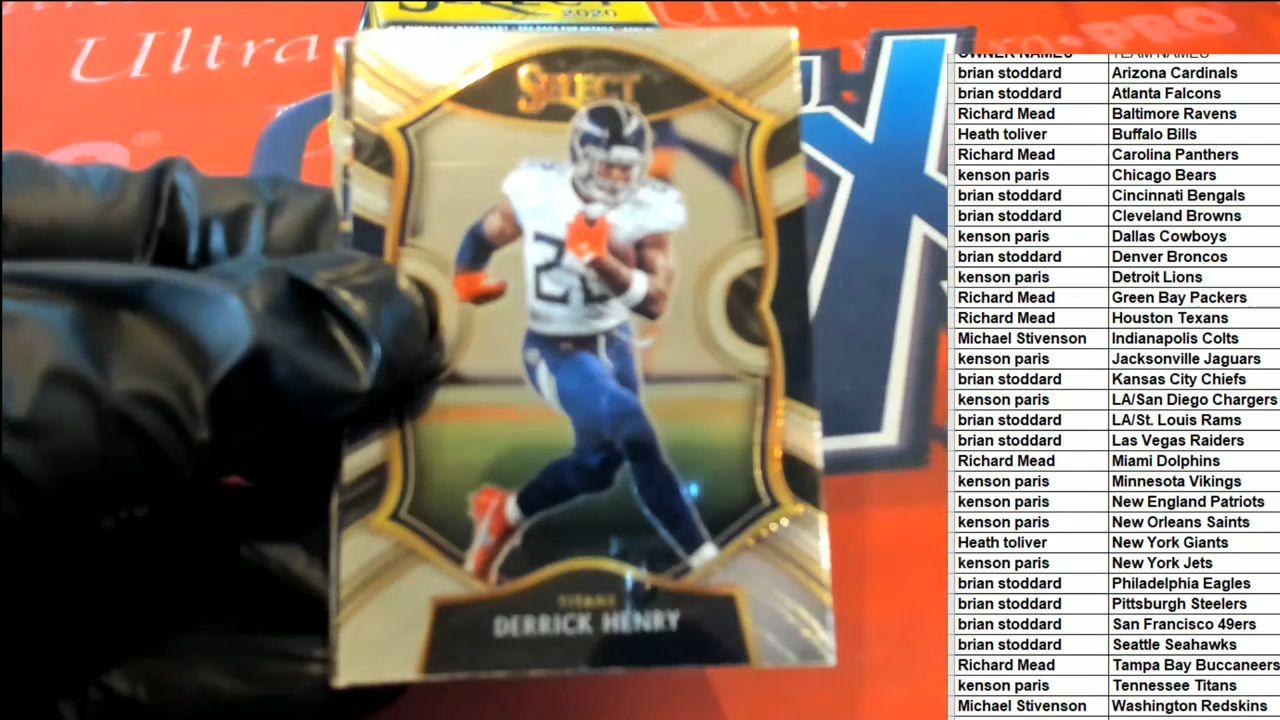 SELECT
2020
Ultra
PRO
SELECT
TITANS
DERRICK HENRY
OWNER NAMES TEAM NAMES
brian stoddard Arizona Cardinals
brian stoddard Atlanta Falcons
Richard Mead Baltimore Ravens
Heath toliver Buffalo Bills
Richard Mead Carolina Panthers
kenson paris Chicago Bears
brian stoddard Cincinnati Bengals
brian stoddard Cleveland Browns
kenson paris Dallas Cowboys
brian stoddard Denver Broncos
kenson paris Detroit Lions
Richard Mead Green Bay Packers
Richard Mead Houston Texans
Michael Stivenson Indianapolis Colts
kenson paris Jacksonville Jaguars
brian stoddard Kansas City Chiefs
kenson paris LA/San Diego Chargers
brian stoddard LA/St. Louis Rams
brian stoddard Las Vegas Raiders
Richard Mead Miami Dolphins
kenson paris Minnesota Vikings
kenson paris New England Patriots
kenson paris New Orleans Saints
Heath toliver New York Giants
kenson paris New York Jets
brian stoddard Philadelphia Eagles
brian stoddard Pittsburgh Steelers
brian stoddard San Francisco 49ers
brian stoddard Seattle Seahawks
Richard Mead Tampa Bay Buccaneers
kenson paris Tennessee Titans
Michael Stivenson Washington Redskins